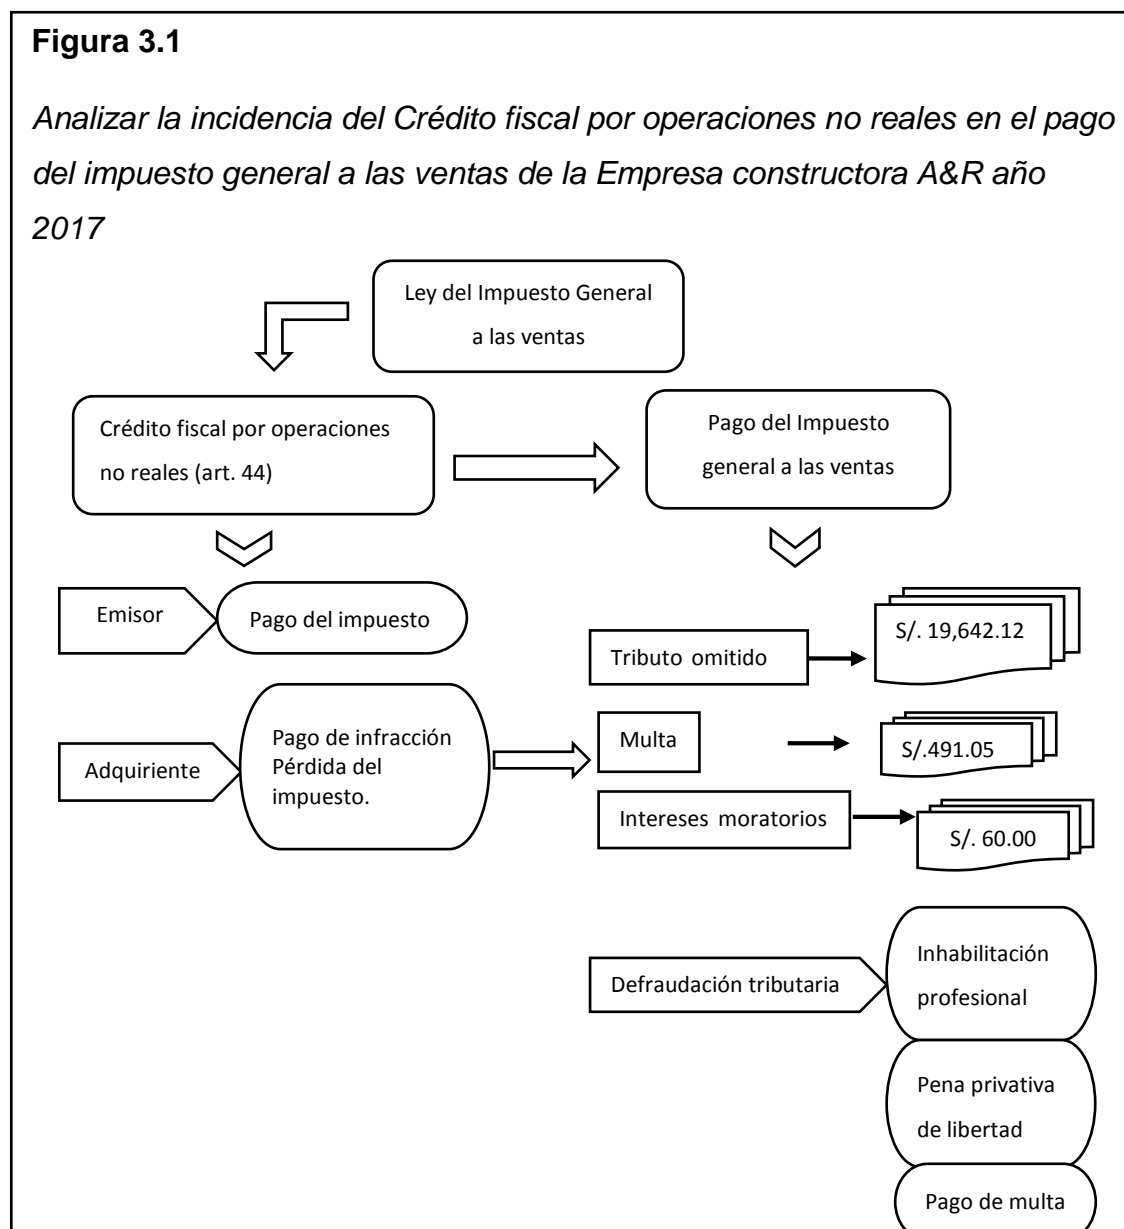 Figura 3.1
Analizar la incidencia del Crédito fiscal por operaciones no reales en el pago
del impuesto general a las ventas de la Empresa constructora A&R año
2017
Ley del Impuesto General
a las ventas
Crédito fiscal por operaciones
no reales (art. 44)
Pago del Impuesto
general a las ventas
Emisor
Pago del impuesto
Tributo omitido
S/. 19,642.12
Adquiriente
Pago de infracción
Pérdida del
impuesto.
Multa
S/.491.05
Intereses moratorios
S/. 60.00
Defraudación tributaria
Inhabilitación
profesional
Pena privativa
de libertad
Pago de multa